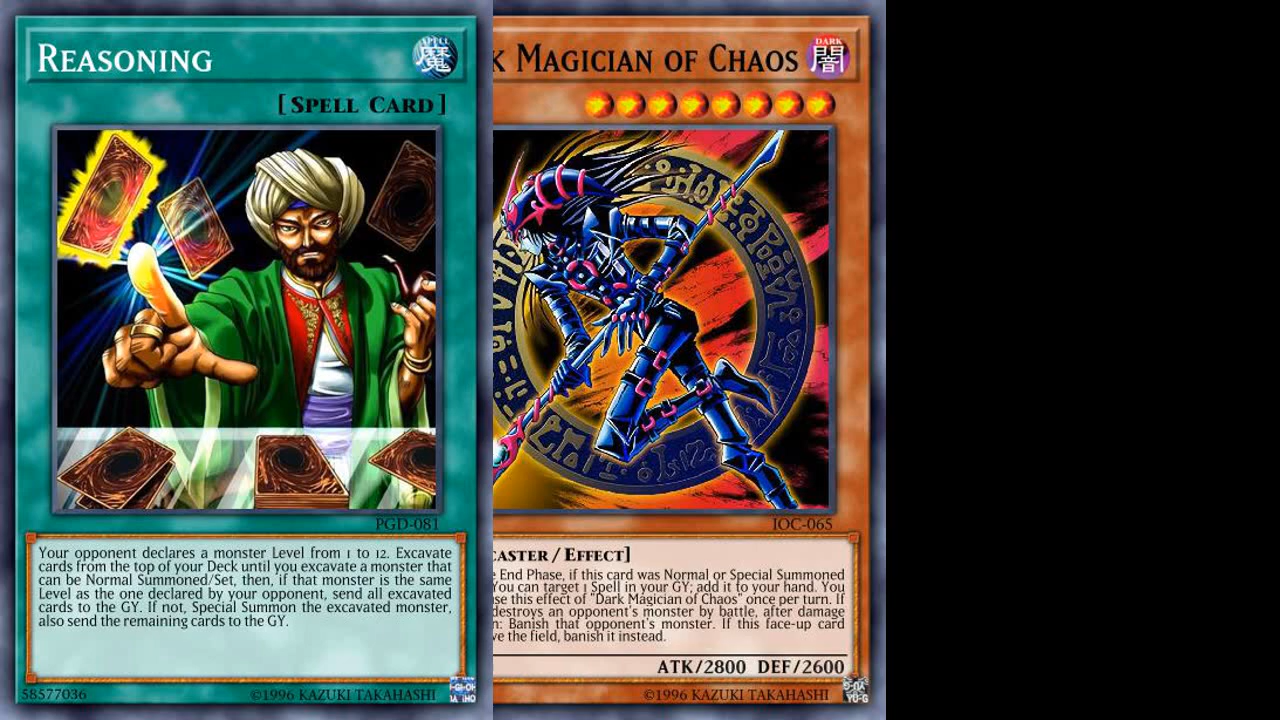 REASONING
SPELL
魔
[SPELL CARD]
PGD-081
Your opponent declares a monster Level from 1 to 12. Excavate
cards from the top of your Deck until you excavate a monster that
can be Normal Summoned/Set, then, if that monster is the same
Level as the one declared by your opponent, send all excavated
cards to the GY. If not, Special Summon the excavated monster,
also send the remaining cards to the GY.
58577036
©1996 KAZUKI TAKAHASHI
K MAGICIAN OF CHAOS
DARK
闇
IOC-065
CASTER / EFFECT]
End Phase, if this card was Normal or Special Summoned
You can target 1 Spell in your GY; add it to your hand. You
se this effect of "Dark Magician of Chaos" once per turn. If
destroys an opponent's monster by battle, after damage
n: Banish that opponent's monster. If this face-up card
ve the field, banish it instead.
ATK/2800 DEF/2600
©1996 KAZUKI TAKAHASHI